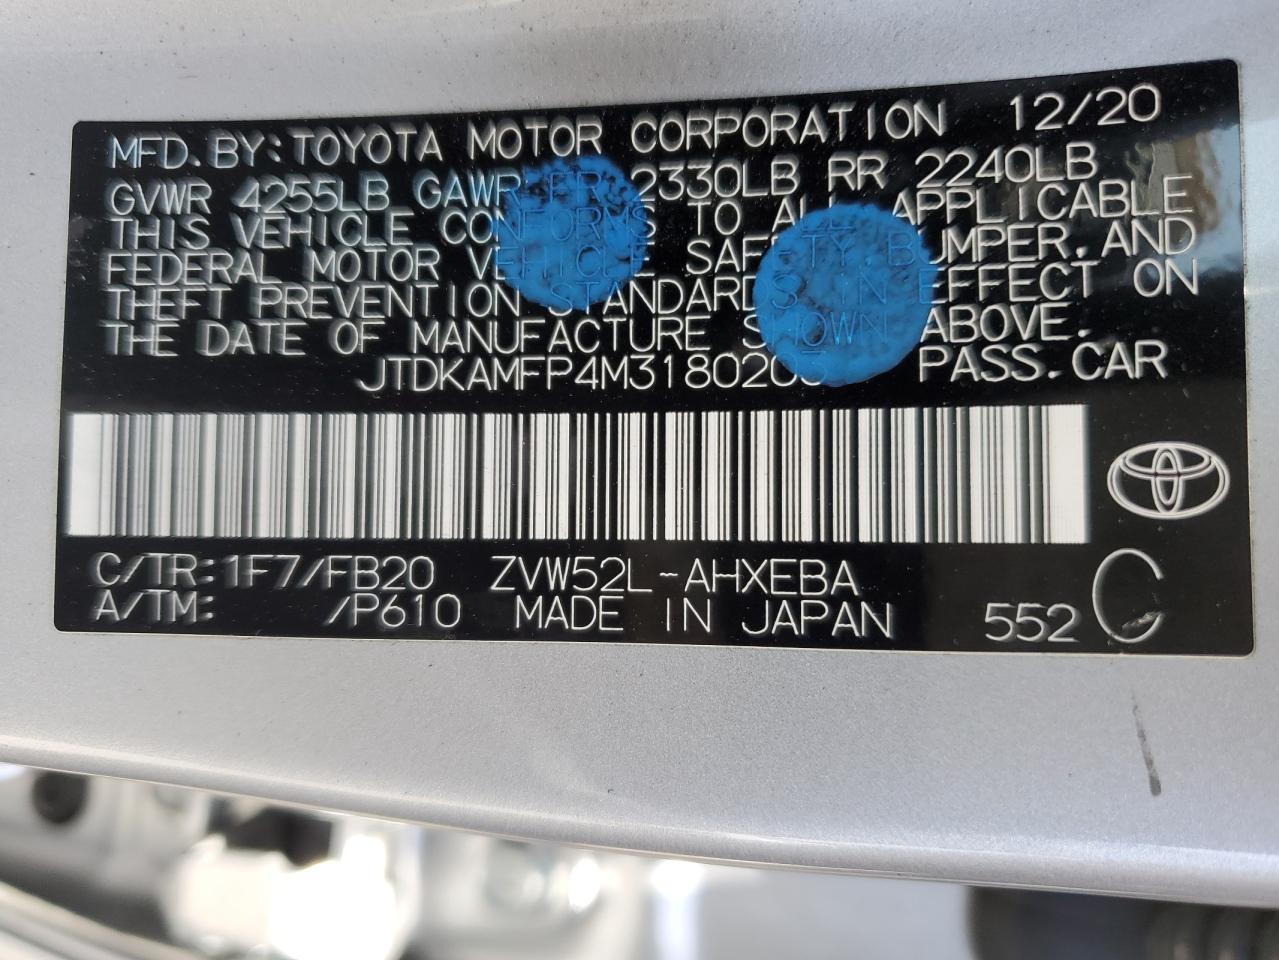 MFD.BY:TOYOTA MOTOR CORPORATION 12/20
GVWR 4255LB GAWR FR 2330LB RR 2240LB
THIS VEHICLE CONFORMS TO ALL APPLICABLE
FEDERAL MOTOR VEHICLE SAFETY,BUMPER,AND
THEFT PREVENTION STANDARDS IN EFFECT ON
THE DATE OF MANUFACTURE SHOWN ABOVE.
PASS.CAR
C/TR:1F7/FB20 ZVW52L-AHXEBA
A/TM: /P610 MADE IN JAPAN 552 C